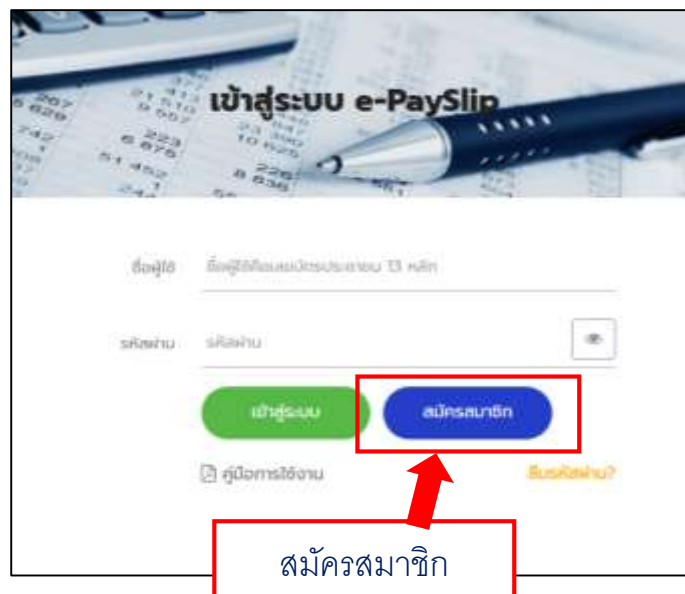 เข้าสู่ระบบ e-PaySlip
ชื่อผู้ใช้ ชื่อผู้ใช้คือเลขบัตรประชาชน 13 หลัก
รหัสผ่าน รหัสผ่าน
เข้าสู่ระบบ สมัครสมาชิก
คู่มือการใช้งาน ลืมรหัสผ่าน?
สมัครสมาชิก